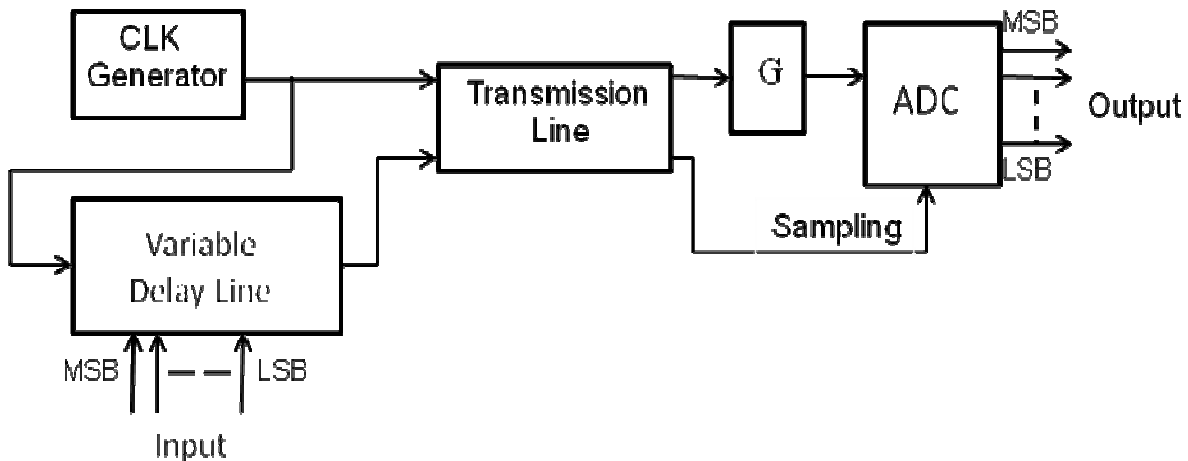 CLK
Generator
Transmission
Line
G
ADC
MSB
Output
LSB
Sampling
Variable
Delay Line
MSB
LSB
Input